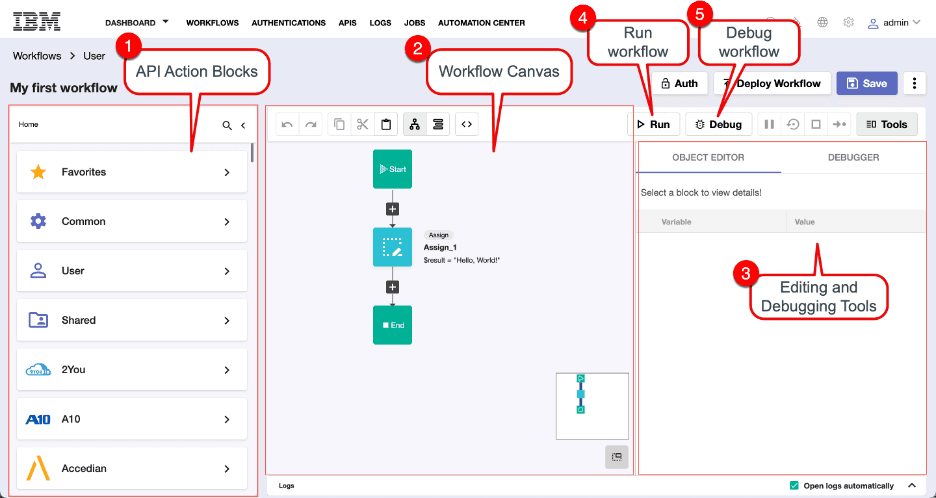 IBM
DASHBOARD WORKFLOWS AUTHENTICATIONS APIS LOGS JOBS AUTOMATION CENTER
admin
Workflows > User
My first workflow
1
API Action Blocks
2
Workflow Canvas
4
Run
workflow
5
Debug
workflow
Auth
Deploy Workflow
Save
Home
Run
Debug
Tools
Favorites
Common
User
Shared
2YOU
2You
A10
A10
Accedian
Start
Assign
Assign_1
$result = "Hello, World!"
End
OBJECT EDITOR
DEBUGGER
Select a block to view details!
Variable
Value
3
Editing and
Debugging Tools
Logs
Open logs automatically